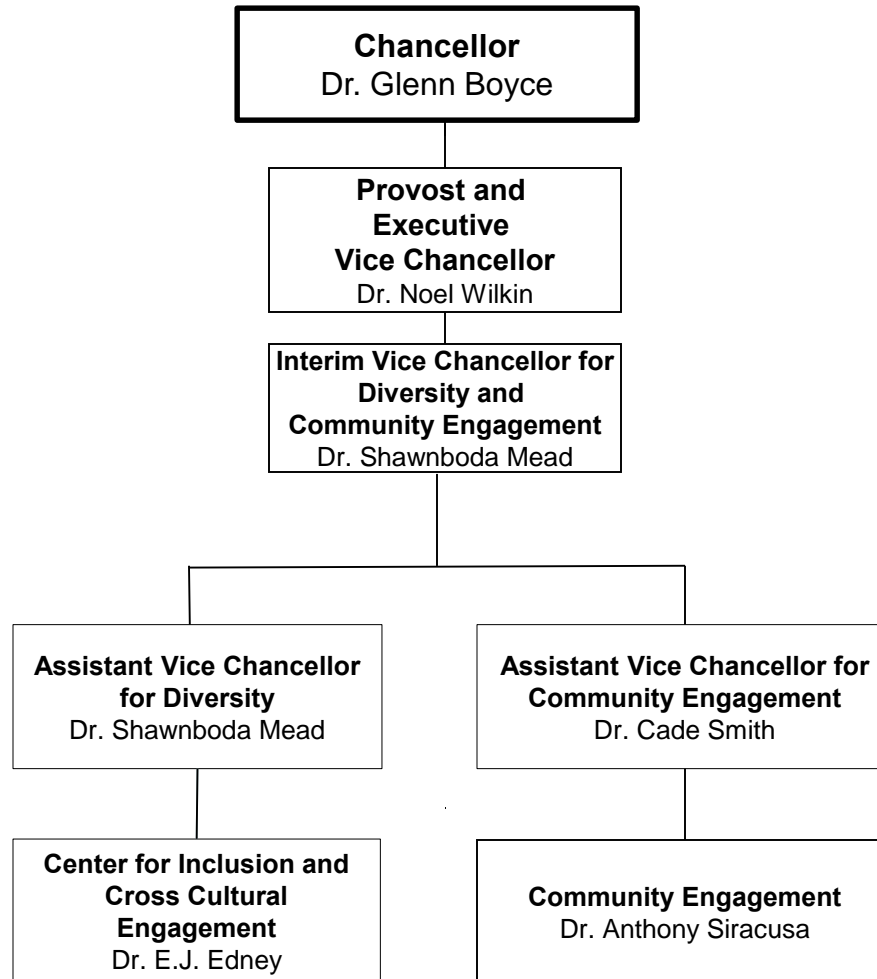 Chancellor
Dr. Glenn Boyce
Provost and
Executive
Vice Chancellor
Dr. Noel Wilkin
Interim Vice Chancellor for
Diversity and
Community Engagement
Dr. Shawnboda Mead
Assistant Vice Chancellor
for Diversity
Dr. Shawnboda Mead
Assistant Vice Chancellor for
Community Engagement
Dr. Cade Smith
Center for Inclusion and
Cross Cultural
Engagement
Dr. E.J. Edney
Community Engagement
Dr. Anthony Siracusa